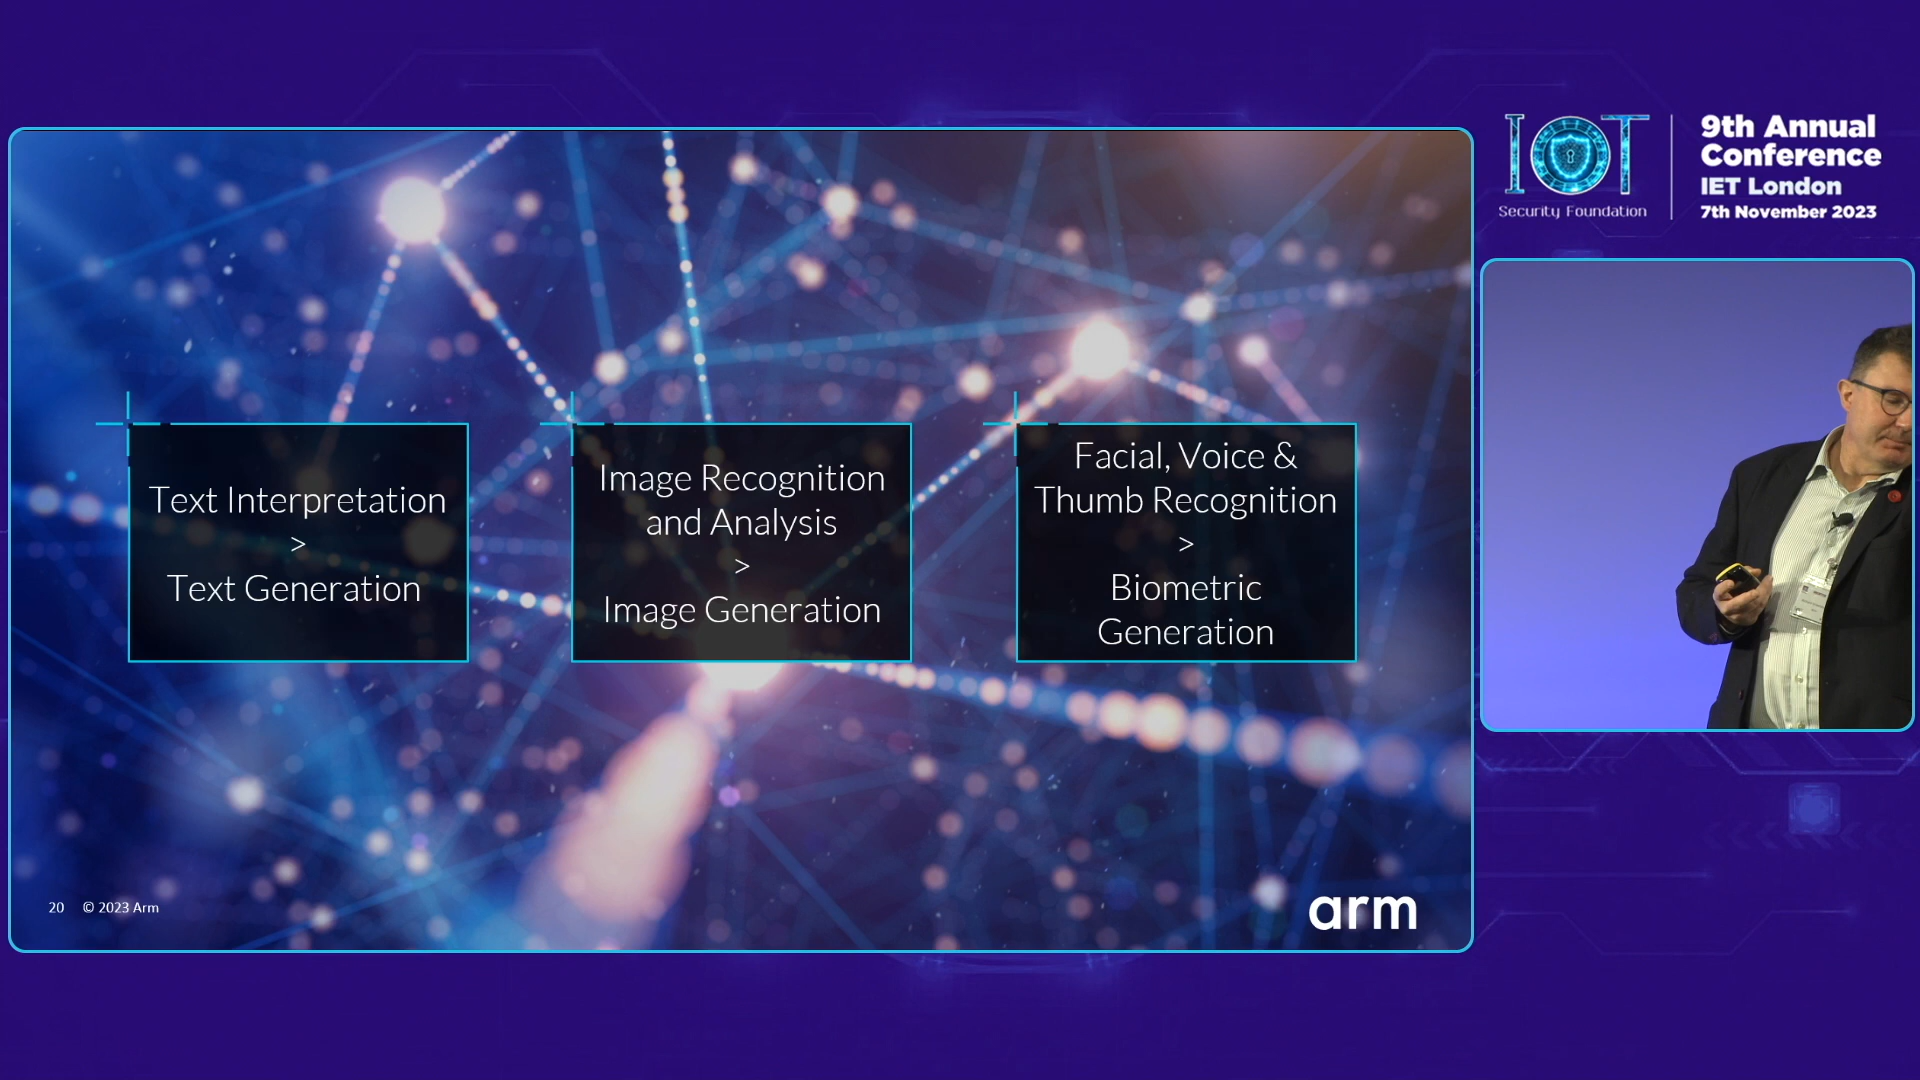 IOT
Security Foundation
9th Annual
Conference
IET London
7th November 2023
Text Interpretation
>
Text Generation
Image Recognition
and Analysis
>
Image Generation
Facial, Voice &
Thumb Recognition
>
Biometric
Generation
20 © 2023 Arm
arm